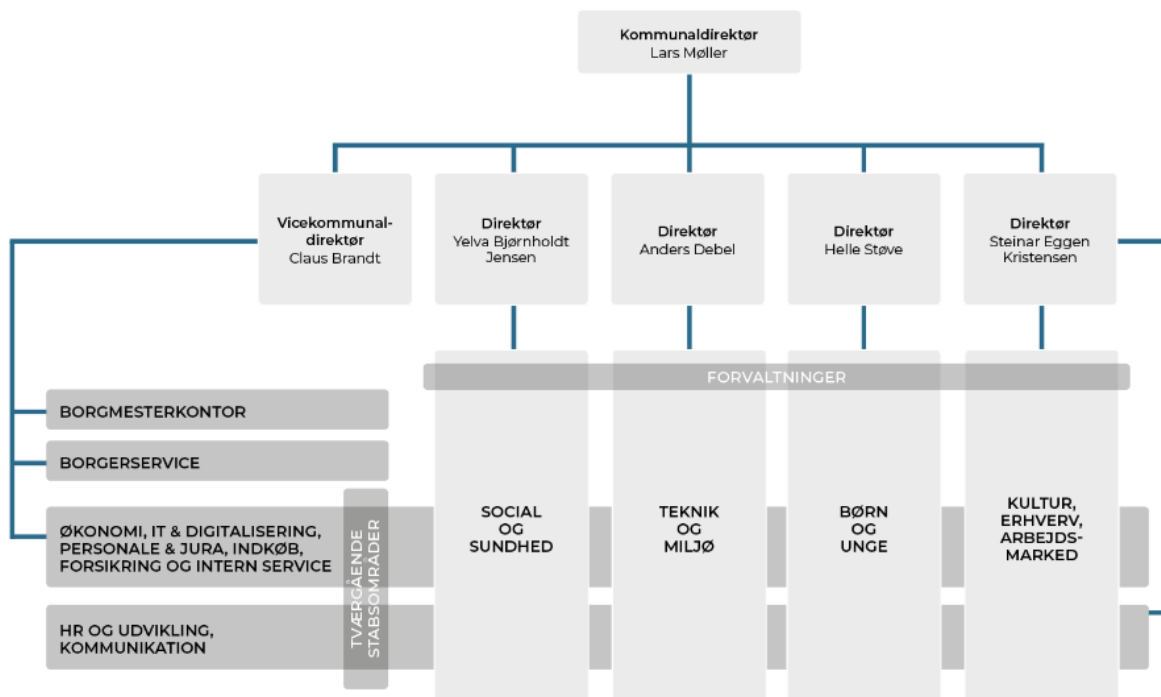 Kommunaldirektør
Lars Møller
Vicekommunal-
direktør
Claus Brandt
Direktør
Yelva Bjørnholdt
Jensen
Direktør
Anders Debel
Direktør
Helle Støve
Direktør
Steinar Eggen
Kristensen
FORVALTNINGER
BORGMESTERKONTOR
BORGERSERVICE
ØKONOMI, IT & DIGITALISERING,
PERSONALE & JURA, INDKØB,
FORSIKRING OG INTERN SERVICE
HR OG UDVIKLING,
KOMMUNIKATION
TVÆRGÅENDE
STABSOMRÅDER
SOCIAL
OG
SUNDHED
TEKNIK
OG
MILJØ
BØRN
OG
UNGE
KULTUR,
ERHVERV,
ARBEJDS-
MARKED